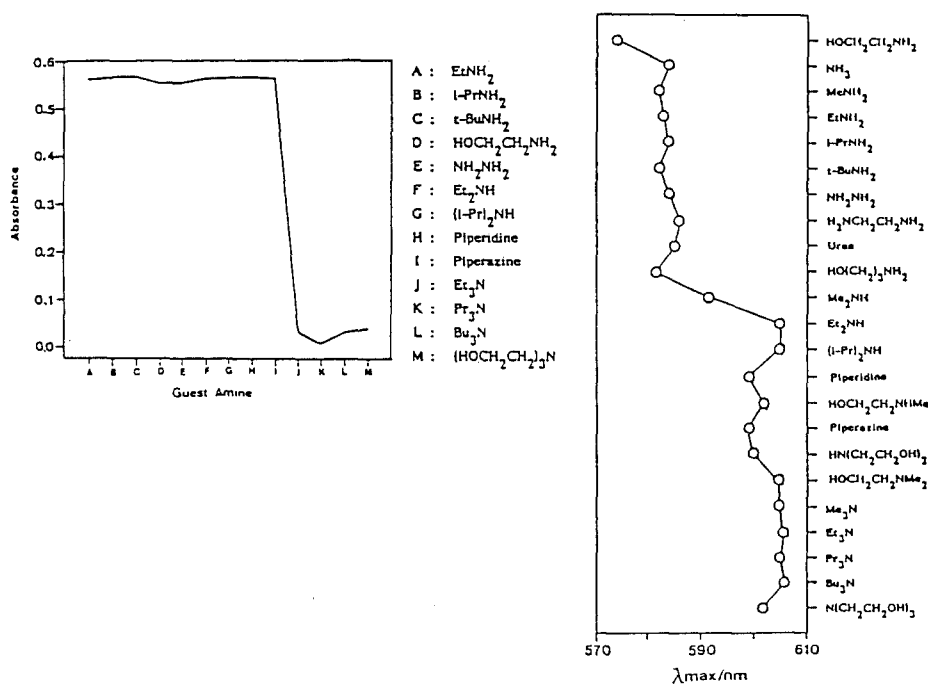 0.6
0.5
0.4
0.3
0.2
0.1
0.0
Absorbance
A B C D E F G H I J K L M
Guest Amine
A : EtNH₂
B : i-PrNH₂
C : t-BuNH₂
D : HOCH₂CH₂NH₂
E : NH₂NH₂
F : Et₂NH
G : (i-Pr)₂NH
H : Piperidine
I : Piperazine
J : Et₃N
K : Pr₃N
L : Bu₃N
M : (HOCH₂CH₂)₃N
HOCH₂CH₂NH₂
NH₃
MeNH₂
EtNH₂
i-PrNH₂
t-BuNH₂
NH₂NH₂
H₂NCH₂CH₂NH₂
Urea
HO(CH₂)₃NH₂
Me₂NH
Et₂NH
(i-Pr)₂NH
Piperidine
HOCH₂CH₂NHMe
Piperazine
HN(CH₂CH₂OH)₂
HOCH₂CH₂NMe₂
Me₃N
Et₃N
Pr₃N
Bu₃N
N(CH₂CH₂OH)₃
570 590 610
λmax/nm